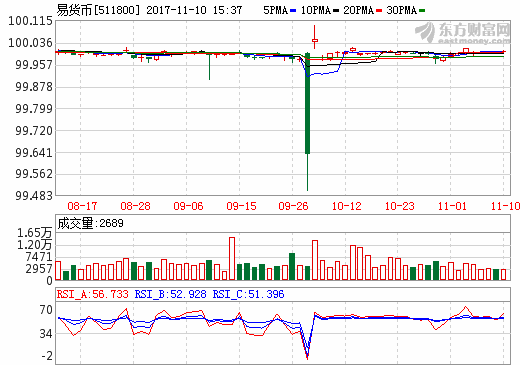 易货币[511800] 2017-11-10 15:37 5PMA 10PMA 20PMA 30PMA
东方财富网
eastmoney.com
100.115
100.036
99.957
99.878
99.799
99.720
99.641
99.562
99.483
08-17 08-28 09-06 09-15 09-26 10-12 10-23 11-01 11-10
成交量:2689
1.65万
1.20万
7471
2957
0
RSI_A:56.733 RSI_B:52.928 RSI_C:51.396
70
34
-2